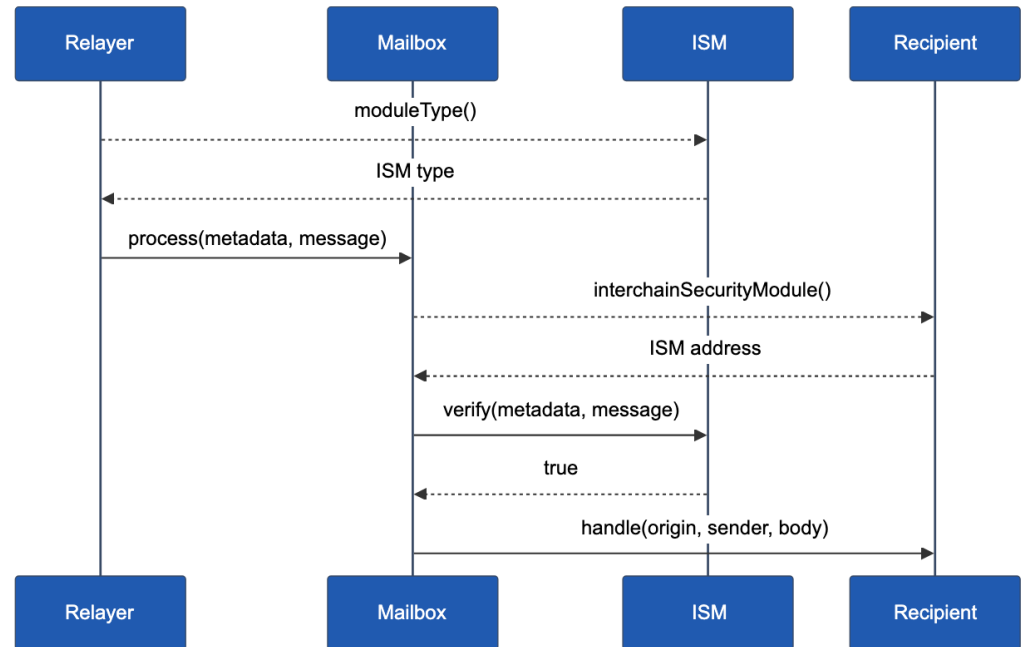 Relayer
Mailbox
ISM
Recipient
moduleType()
ISM type
process(metadata, message)
interchainSecurityModule()
ISM address
verify(metadata, message)
true
handle(origin, sender, body)
Relayer
Mailbox
ISM
Recipient